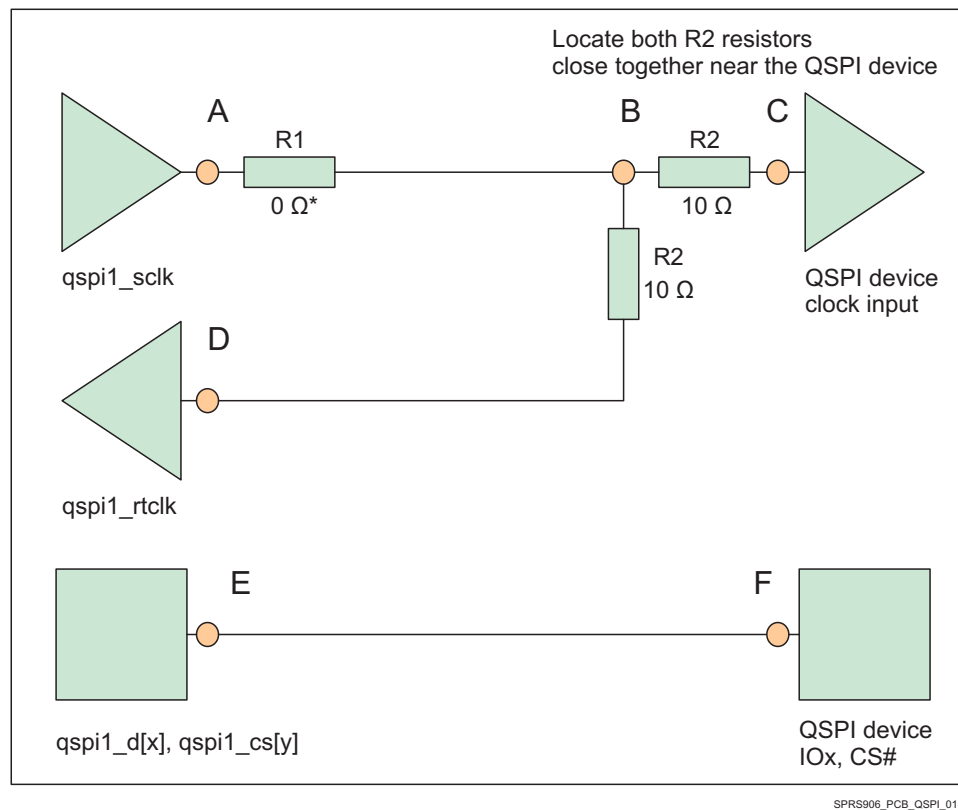 Locate both R2 resistors
close together near the QSPI device
A
B
C
R1
R2
0 Ω*
10 Ω
R2
10 Ω
qspi1_sclk
QSPI device
clock input
D
qspi1_rtclk
E
F
qspi1_d[x], qspi1_cs[y]
QSPI device
IOx, CS#
SPRS906_PCB_QSPI_01